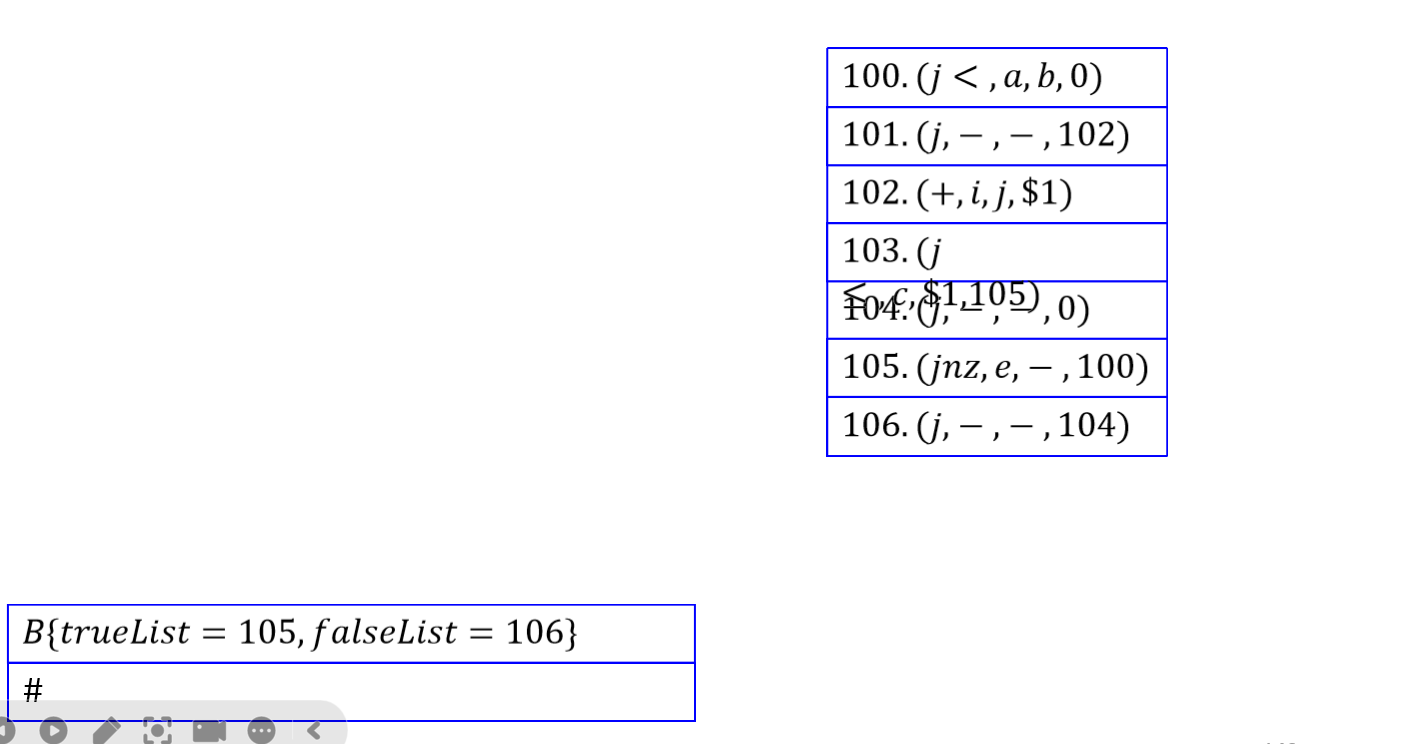 100. (j < , a, b, 0)
101. (j, − , − , 102)
102. (+, i, j, $1)
103. (j
< , c, $1,105)
104. (j, − , − , 0)
105. (jnz, e, − , 100)
106. (j, − , − , 104)
B{trueList = 105, falseList = 106}
#